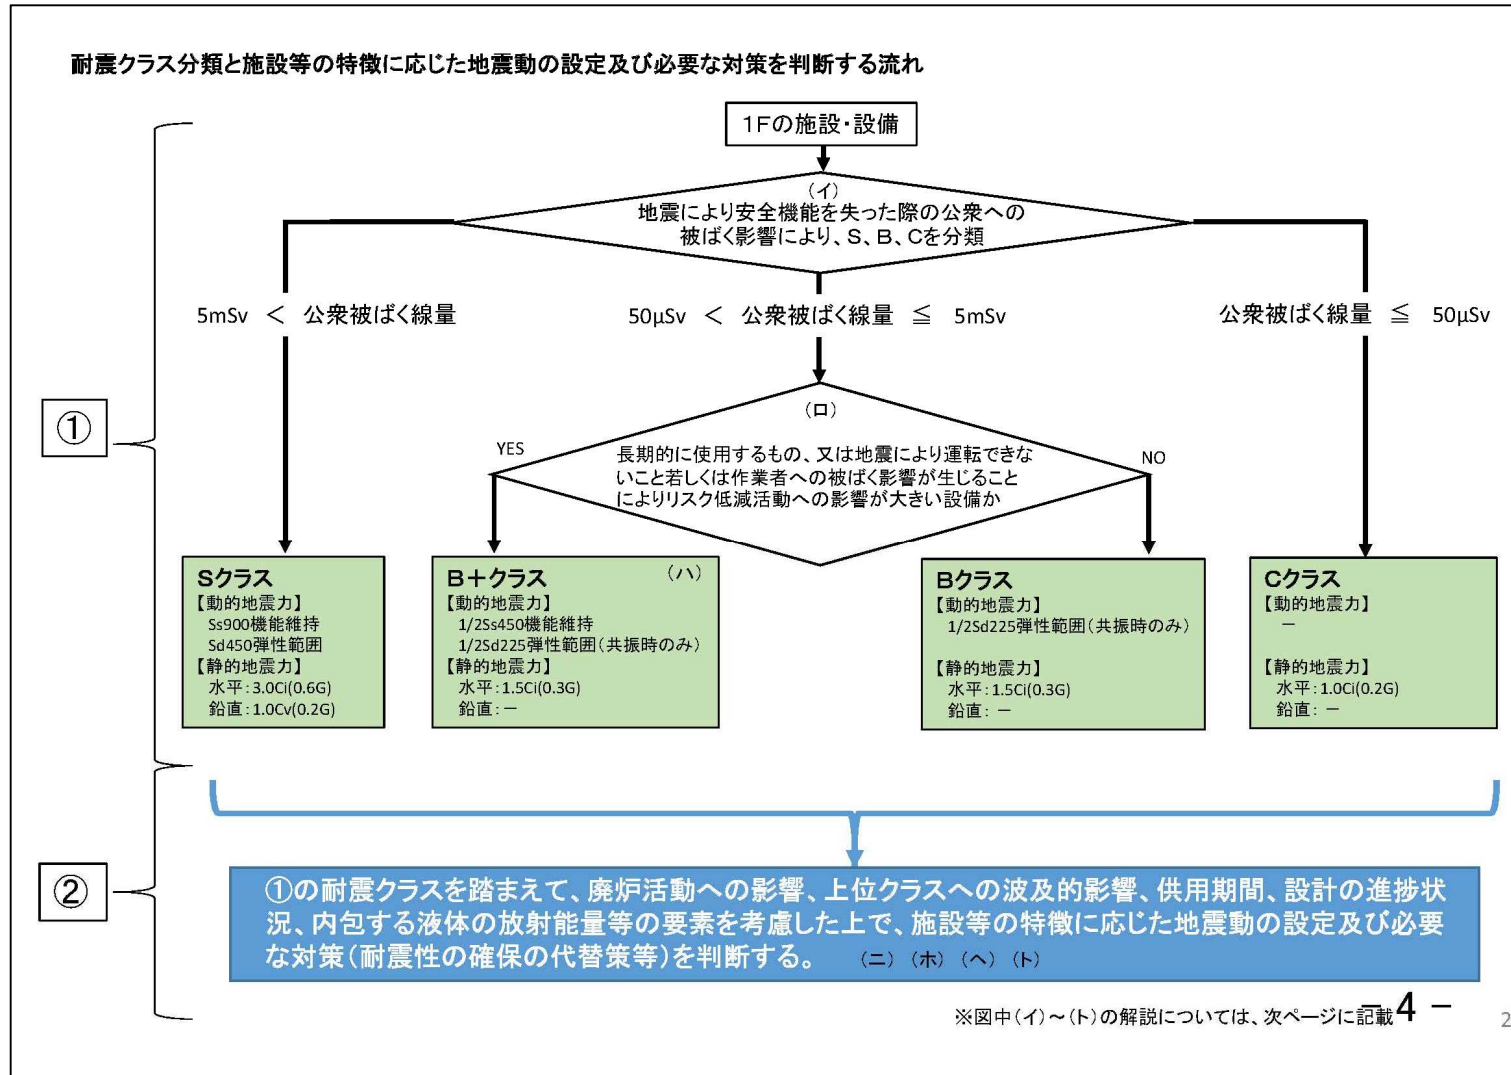 耐震クラス分類と施設等の特徴に応じた地震動の設定及び必要な対策を判断する流れ
1Fの施設・設備
(イ)
地震により安全機能を失った際の公衆への
被ばく影響により、S、B、Cを分類
5mSv ＜ 公衆被ばく線量
50μSv ＜ 公衆被ばく線量 ≦ 5mSv
公衆被ばく線量 ≦ 50μSv
①
(ロ)
YES
NO
長期的に使用するもの、又は地震により運転できな
いこと若しくは作業者への被ばく影響が生じること
によりリスク低減活動への影響が大きい設備か
Sクラス
【動的地震力】
Ss900機能維持
Sd450弾性範囲
【静的地震力】
水平：3.0Ci(0.6G)
鉛直：1.0Cv(0.2G)
B＋クラス (ハ)
【動的地震力】
1/2Ss450機能維持
1/2Sd225弾性範囲(共振時のみ)
【静的地震力】
水平：1.5Ci(0.3G)
鉛直：－
Bクラス
【動的地震力】
1/2Sd225弾性範囲(共振時のみ)
【静的地震力】
水平：1.5Ci(0.3G)
鉛直：－
Cクラス
【動的地震力】
－
【静的地震力】
水平：1.0Ci(0.2G)
鉛直：－
②
①の耐震クラスを踏まえて、廃炉活動への影響、上位クラスへの波及的影響、供用期間、設計の進捗状
況、内包する液体の放射能量等の要素を考慮した上で、施設等の特徴に応じた地震動の設定及び必要
な対策(耐震性の確保の代替策等)を判断する。 (ニ) (ホ) (ヘ) (ト)
※図中(イ)～(ト)の解説については、次ページに記載
－ 4 －
2